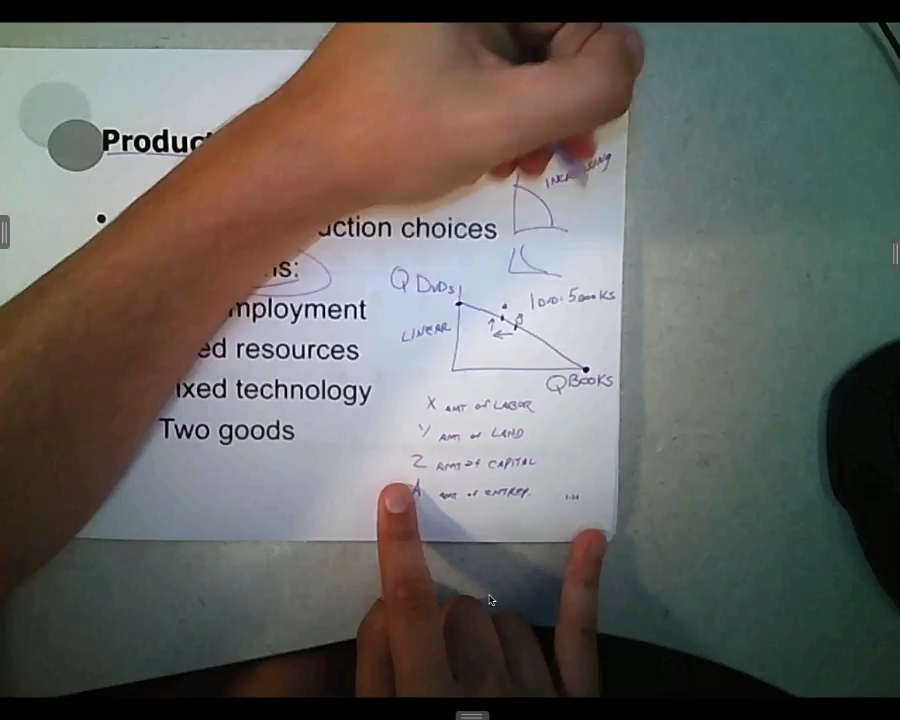 Produc
INCREASING
uction choices
ns:
Q DVDs
1 DVD: 5 BOOKS
mployment
LINEAR
A
B
ed resources
ixed technology
Q BOOKS
X AMT of LABOR
Two goods
Y AMT of LAND
Z AMT of CAPITAL
A AMT of ENTREP.